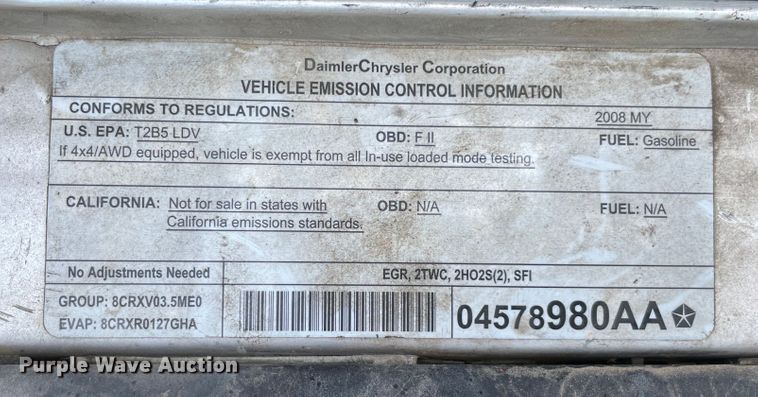 DaimlerChrysler Corporation
VEHICLE EMISSION CONTROL INFORMATION
CONFORMS TO REGULATIONS: 2008 MY
U.S. EPA: T2B5 LDV OBD: F II FUEL: Gasoline
If 4x4/AWD equipped, vehicle is exempt from all In-use loaded mode testing.
CALIFORNIA: Not for sale in states with OBD: N/A FUEL: N/A
California emissions standards.
No Adjustments Needed EGR, 2TWC, 2HO2S(2), SFI
GROUP: 8CRXV03.5ME0
EVAP: 8CRXR0127GHA
04578980AA
Purple Wave Auction